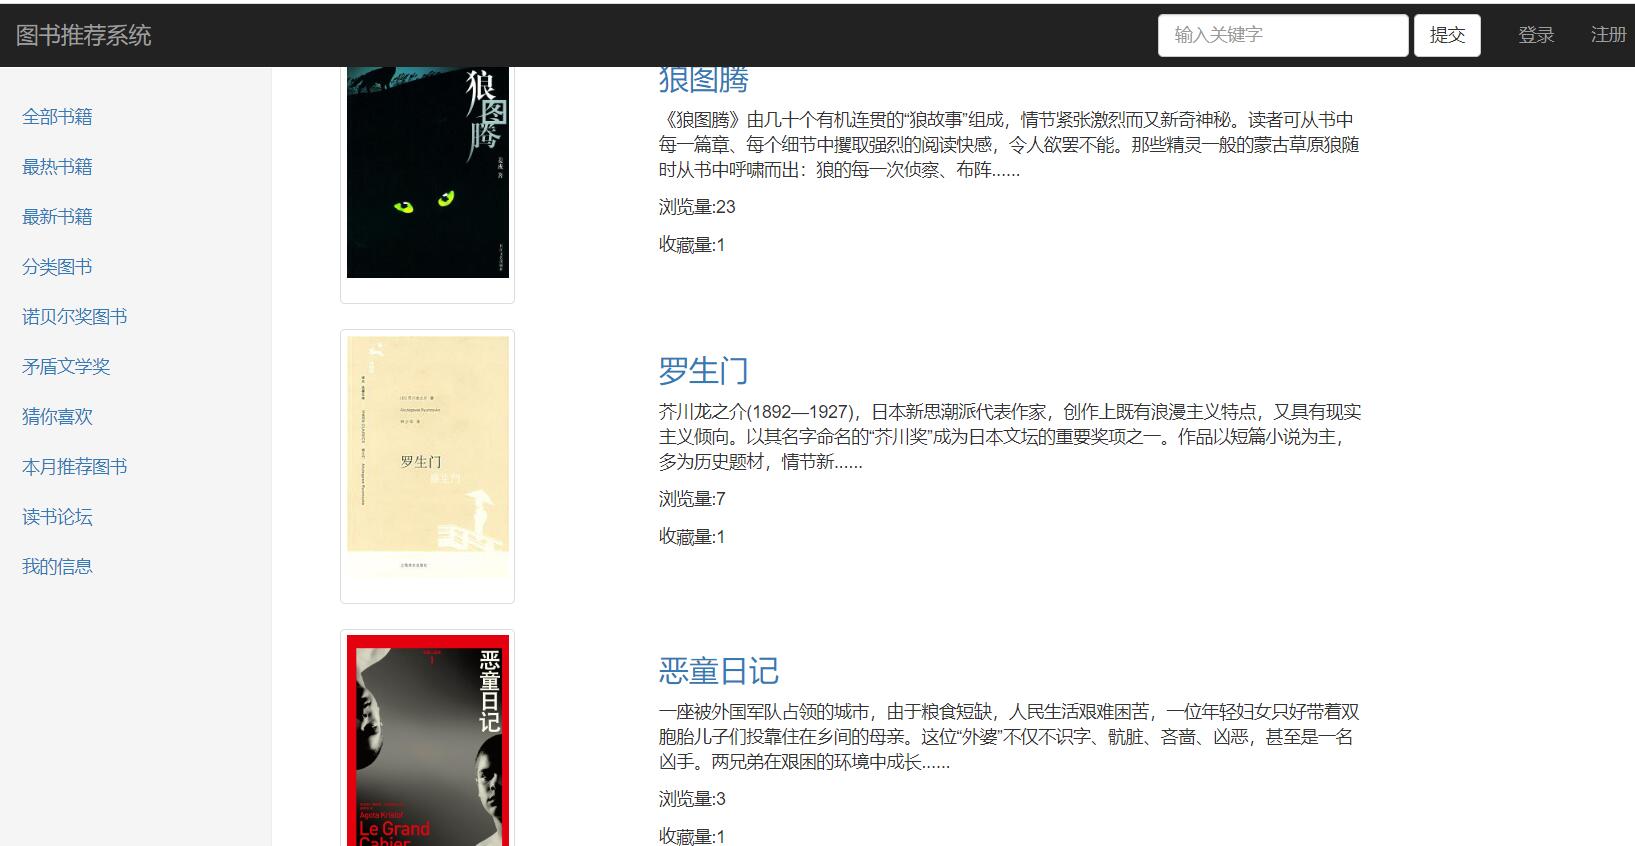 图书推荐系统
输入关键字
提交
登录
注册
全部书籍
最热书籍
最新书籍
分类图书
诺贝尔奖图书
矛盾文学奖
猜你喜欢
本月推荐图书
读书论坛
我的信息
狼图腾
狼图腾
《狼图腾》由几十个有机连贯的“狼故事”组成，情节紧张激烈而又新奇神秘。读者可从书中
每一篇章、每个细节中攫取强烈的阅读快感，令人欲罢不能。那些精灵一般的蒙古草原狼随
时从书中呼啸而出：狼的每一次侦察、布阵......
浏览量:23
收藏量:1
罗生门
罗生门
芥川龙之介(1892—1927)，日本新思潮派代表作家，创作上既有浪漫主义特点，又具有现实
主义倾向。以其名字命名的“芥川奖”成为日本文坛的重要奖项之一。作品以短篇小说为主，
多为历史题材，情节新......
浏览量:7
收藏量:1
恶童日记
Agota Kristof
Le Grand
Cahier
恶童日记
一座被外国军队占领的城市，由于粮食短缺，人民生活艰难困苦，一位年轻妇女只好带着双
胞胎儿子们投靠住在乡间的母亲。这位“外婆”不仅不识字、骯脏、吝啬、凶恶，甚至是一名
凶手。两兄弟在艰困的环境中成长......
浏览量:3
收藏量:1